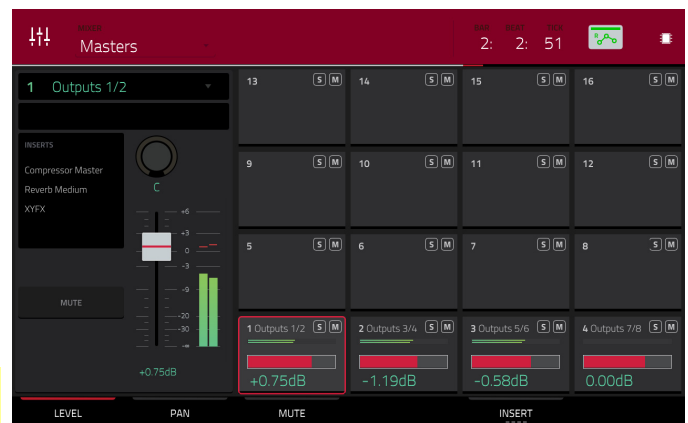 MIXER
Masters
BAR BEAT TICK
2: 2: 51
1 Outputs 1/2
INSERTS
Compressor Master
Reverb Medium
XYFX
C
+6
+3
0
-3
-9
-20
-30
-∞
MUTE
+0.75dB
13 S M
14 S M
15 S M
16 S M
9 S M
10 S M
11 S M
12 S M
5 S M
6 S M
7 S M
8 S M
1 Outputs 1/2 S M
+0.75dB
2 Outputs 3/4 S M
-1.19dB
3 Outputs 5/6 S M
-0.58dB
4 Outputs 7/8 S M
0.00dB
LEVEL
PAN
MUTE
INSERT